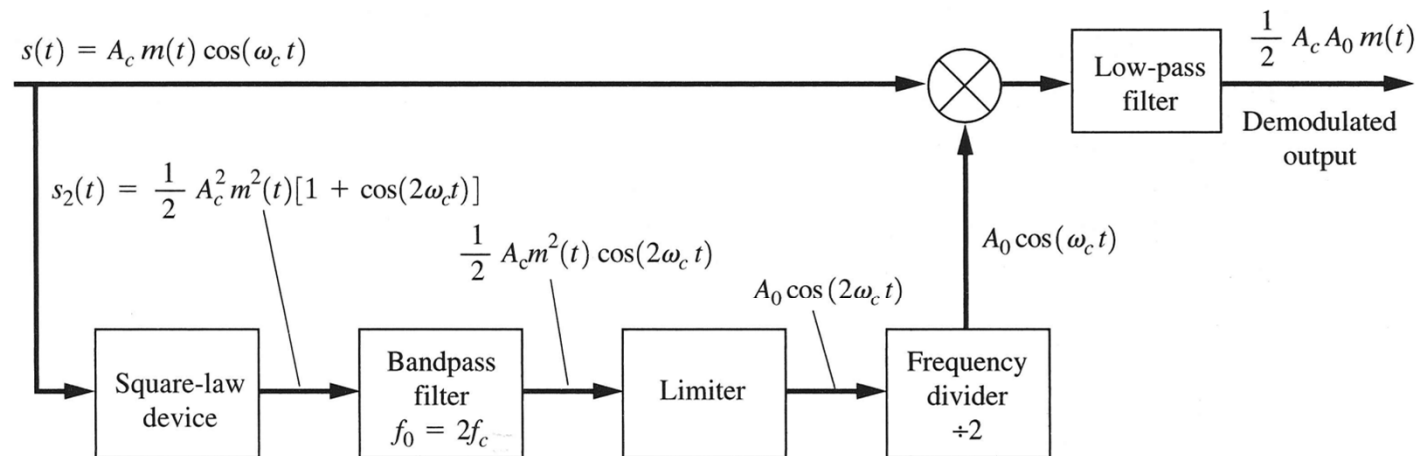 s(t) = A_c m(t) cos(ω_c t)
1/2 A_c A_0 m(t)
Low-pass
filter
Demodulated
output
s_2(t) = 1/2 A_c^2 m^2(t)[1 + cos(2ω_c t)]
1/2 A_c m^2(t) cos(2ω_c t)
A_0 cos(ω_c t)
A_0 cos(2ω_c t)
Square-law
device
Bandpass
filter
f_0 = 2f_c
Limiter
Frequency
divider
÷2